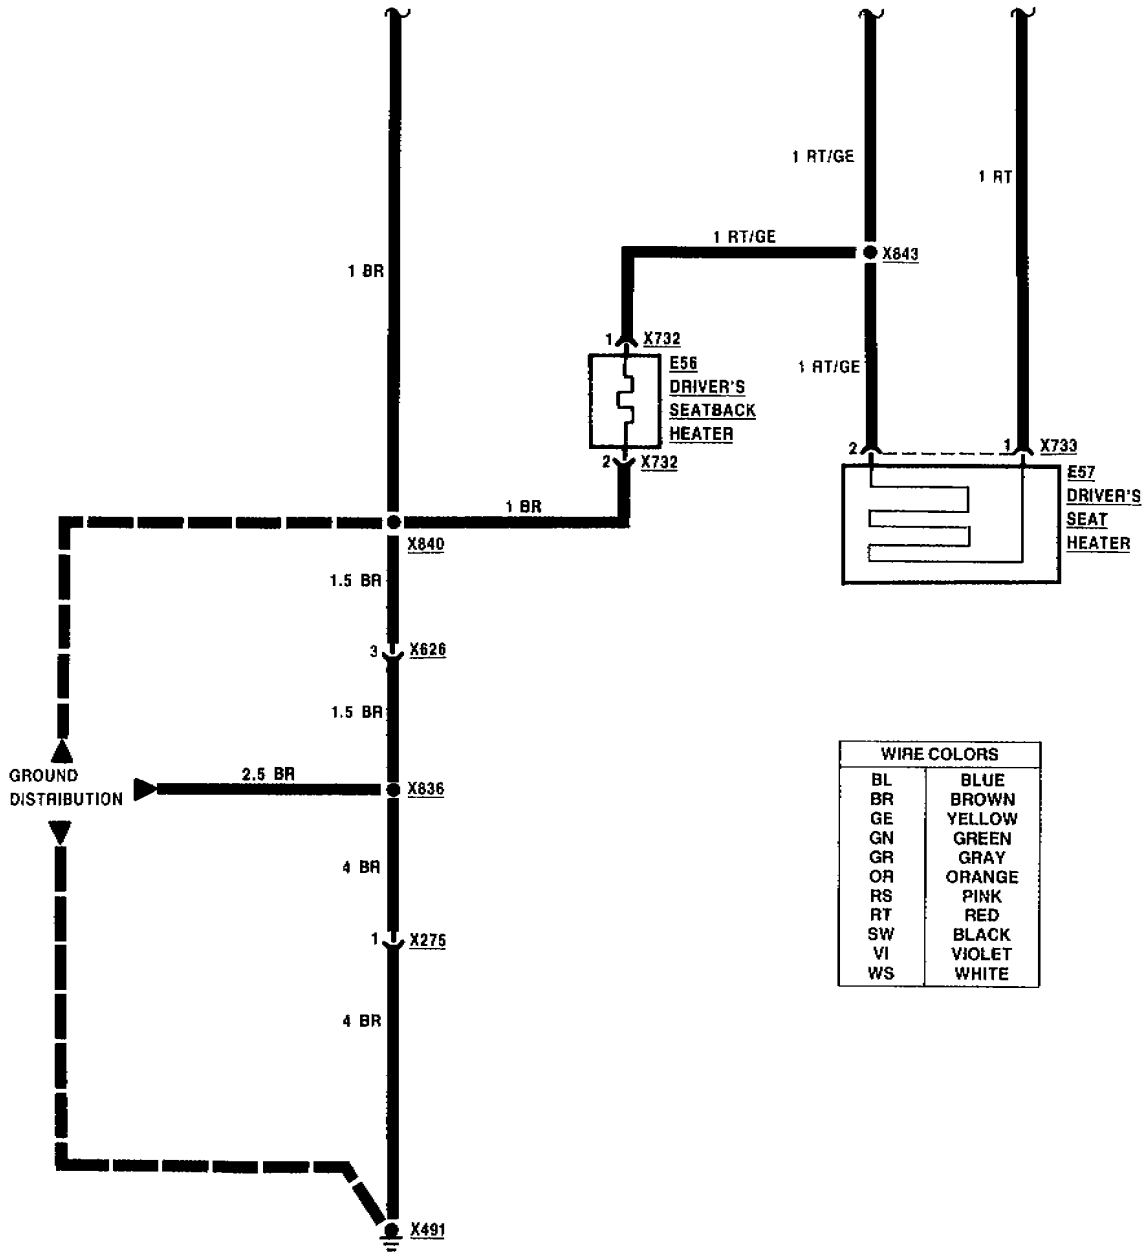 1 RT/GE
1 RT
1 RT/GE
X843
1 BR
1 X732
E56
DRIVER'S
SEATBACK
HEATER
2 X732
1 RT/GE
2
1 X733
E57
DRIVER'S
SEAT
HEATER
1 BR
X840
1.5 BR
3 X626
1.5 BR
GROUND
DISTRIBUTION
2.5 BR
X836
4 BR
1 X275
4 BR
X491
WIRE COLORS
BL BLUE
BR BROWN
GE YELLOW
GN GREEN
GR GRAY
OR ORANGE
RS PINK
RT RED
SW BLACK
VI VIOLET
WS WHITE